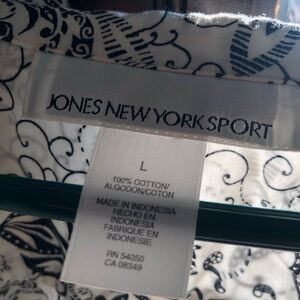 JONES NEW YORK SPORT
L
100% COTTON/
ALGODON/COTON
MADE IN INDONESIA
HECHO EN
INDONESIA
FABRIQUE EN
INDONESIE
RN 54050
CA 08349